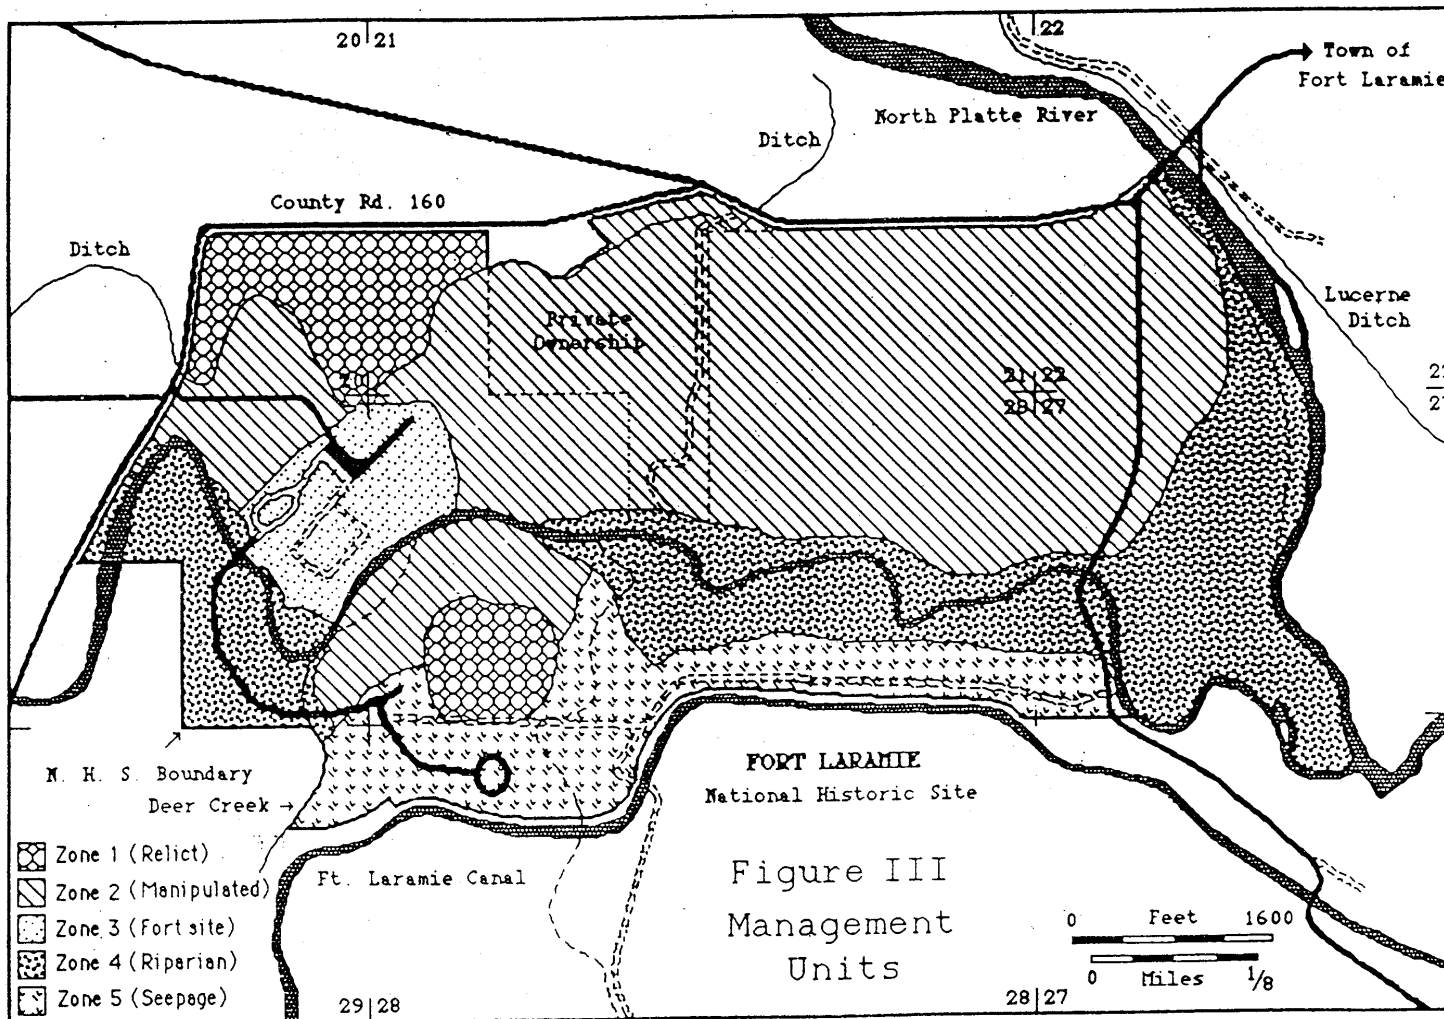 20 21
22
Town of
Fort Laramie
North Platte River
Ditch
County Rd. 160
Ditch
Lucerne
Ditch
Private
Ownership
21 22
28 27
N. H. S. Boundary
Deer Creek →
FORT LARAMIE
National Historic Site
Zone 1 (Relict)
Zone 2 (Manipulated)
Zone 3 (Fort site)
Zone 4 (Riparian)
Zone 5 (Seepage)
Ft. Laramie Canal
Figure III
Management
Units
0 Feet 1600
0 Miles 1/8
29 28
28 27